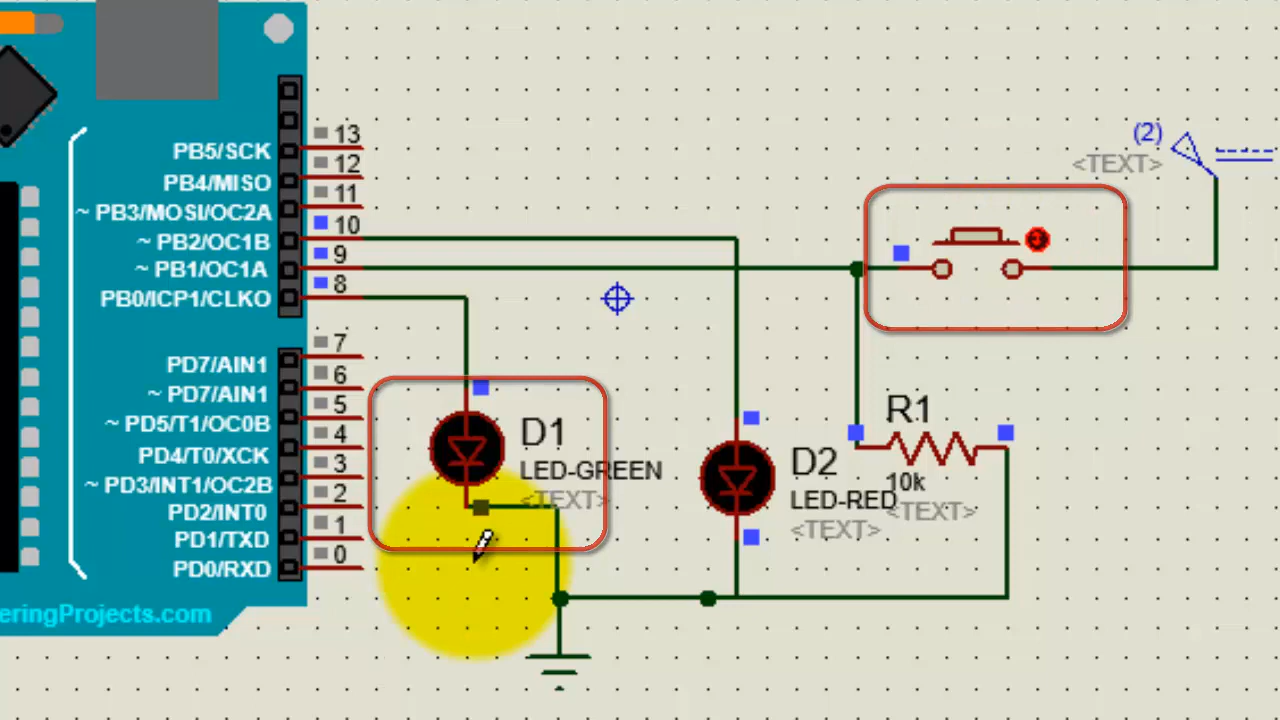 13
PB5/SCK
12
PB4/MISO
11
~ PB3/MOSI/OC2A
10
~ PB2/OC1B
9
~ PB1/OC1A
8
PB0/ICP1/CLKO
7
PD7/AIN1
6
~ PD7/AIN1
5
~ PD5/T1/OC0B
4
PD4/T0/XCK
3
~ PD3/INT1/OC2B
2
PD2/INT0
1
PD1/TXD
0
PD0/RXD
eringProjects.com
D1
LED-GREEN
<TEXT>
D2
LED-RED
<TEXT>
R1
10k
<TEXT>
(2)
<TEXT>